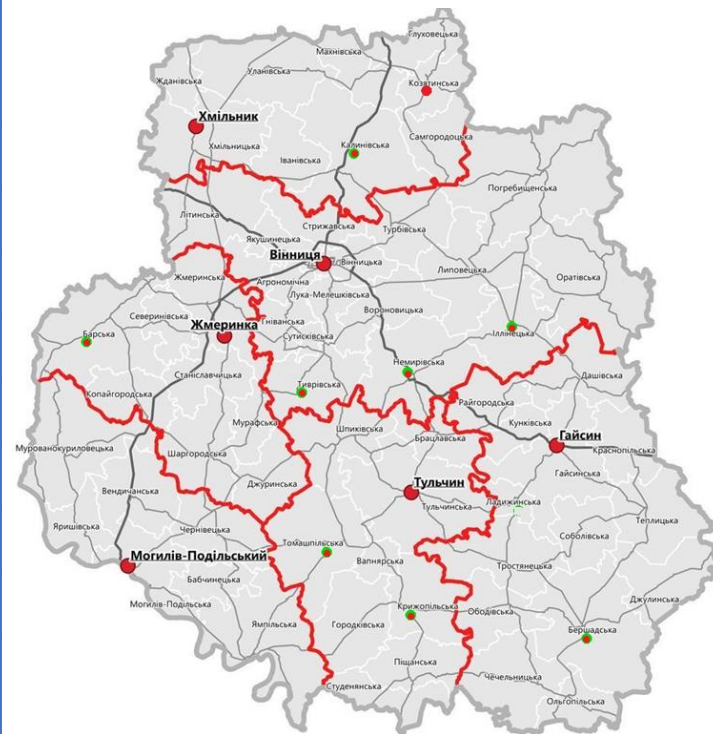 Глуховецька
Махнівська
Уланівська
Жданівська
Козятинська
Хмільник
Самгородоцька
Хмільницька
Калинівська
Іванівська
Погребищенська
Літинська
Стрижавська
Турбівська
Якушинецька
Вінниця
Вінницька
Липовецька
Оратівська
Жмеринська
Агрономічна
Лука-Мелешківська
Вороновицька
Северинівська
Гніванська
Жмеринка
Іллінецька
Барська
Сутисківська
Немирівська
Станіславчицька
Дашівська
Тиврівська
Копайгородська
Райгородська
Мурафська
Шпиківська
Кунківська
Гайсин
Брацлавська
Мурованокуриловецька
Шаргородська
Краснопільська
Гайсинська
Джуринська
Тульчин
Вендичанська
Ладижинська
Тульчинська
Теплицька
Яришівська
Чернівецька
Соболівська
Томашпільська
Могилів-Подільський
Вапнярська
Тростянецька
Бабчинецька
Джулинська
Могилів-Подільська
Крижопільська
Ободівська
Ямпільська
Городківська
Бершадська
Піщанська
Чечельницька
Студенянська
Ольгопільська